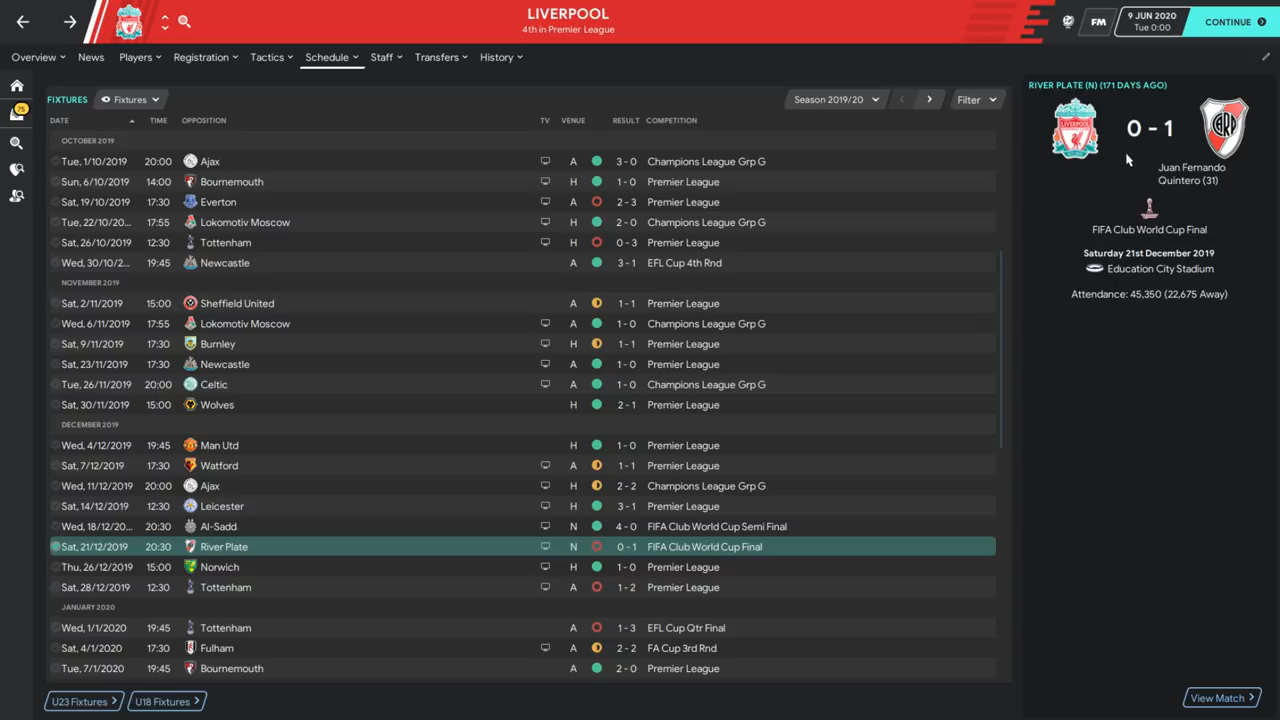 LIVERPOOL
4th in Premier League
FM
9 JUN 2020
Tue 0:00
CONTINUE
Overview
News
Players
Registration
Tactics
Schedule
Staff
Transfers
History
75
FIXTURES
Fixtures
Season 2019/20
Filter
DATE TIME OPPOSITION TV VENUE RESULT COMPETITION
OCTOBER 2019
Tue, 1/10/2019 20:00 Ajax A 3-0 Champions League Grp G
Sun, 6/10/2019 14:00 Bournemouth H 1-0 Premier League
Sat, 19/10/2019 17:30 Everton A 2-3 Premier League
Tue, 22/10/20... 17:55 Lokomotiv Moscow H 2-0 Champions League Grp G
Sat, 26/10/2019 12:30 Tottenham H 0-3 Premier League
Wed, 30/10/2... 19:45 Newcastle A 3-1 EFL Cup 4th Rnd
NOVEMBER 2019
Sat, 2/11/2019 15:00 Sheffield United A 1-1 Premier League
Wed, 6/11/2019 17:55 Lokomotiv Moscow A 1-0 Champions League Grp G
Sat, 9/11/2019 17:30 Burnley H 1-1 Premier League
Sat, 23/11/2019 17:30 Newcastle A 1-0 Premier League
Tue, 26/11/2019 20:00 Celtic A 1-0 Champions League Grp G
Sat, 30/11/2019 15:00 Wolves H 2-1 Premier League
DECEMBER 2019
Wed, 4/12/2019 19:45 Man Utd H 1-0 Premier League
Sat, 7/12/2019 17:30 Watford A 1-1 Premier League
Wed, 11/12/2019 20:00 Ajax H 2-2 Champions League Grp G
Sat, 14/12/2019 12:30 Leicester H 3-1 Premier League
Wed, 18/12/20... 20:30 Al-Sadd N 4-0 FIFA Club World Cup Semi Final
Sat, 21/12/2019 20:30 River Plate N 0-1 FIFA Club World Cup Final
Thu, 26/12/2019 15:00 Norwich H 1-0 Premier League
Sat, 28/12/2019 12:30 Tottenham A 1-2 Premier League
JANUARY 2020
Wed, 1/1/2020 19:45 Tottenham A 1-3 EFL Cup Qtr Final
Sat, 4/1/2020 17:30 Fulham A 2-2 FA Cup 3rd Rnd
Tue, 7/1/2020 19:45 Bournemouth A 2-0 Premier League
U23 Fixtures
U18 Fixtures
RIVER PLATE (N) (171 DAYS AGO)
0 - 1
Juan Fernando
Quintero (31)
FIFA Club World Cup Final
Saturday 21st December 2019
Education City Stadium
Attendance: 45,350 (22,675 Away)
View Match